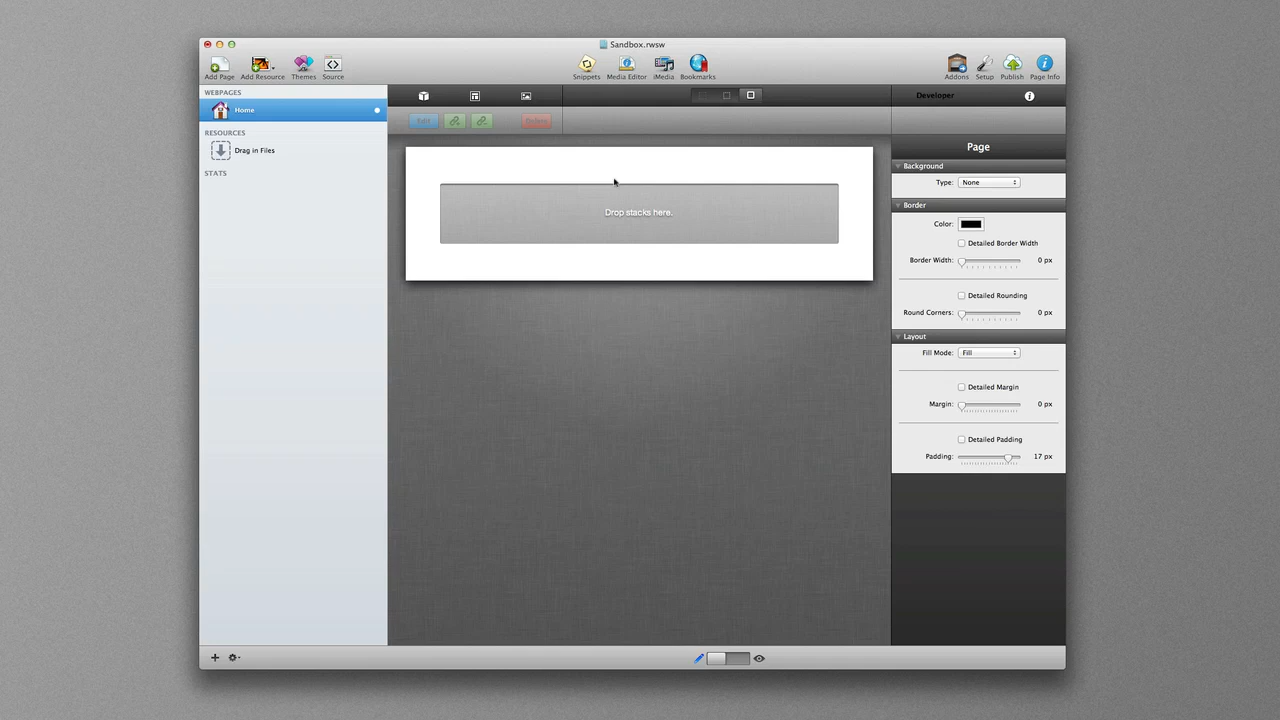 Sandbox.rwsw
Add Page
Add Resource
Themes
Source
Snippets
Media Editor
iMedia
Bookmarks
Addons
Setup
Publish
Page Info
WEBPAGES
Home
RESOURCES
Drag in Files
STATS
Edit
Delete
Drop stacks here.
Developer
Page
Background
Type: None
Border
Color:
Detailed Border Width
Border Width: 0 px
Detailed Rounding
Round Corners: 0 px
Layout
Fill Mode: Fill
Detailed Margin
Margin: 0 px
Detailed Padding
Padding: 17 px